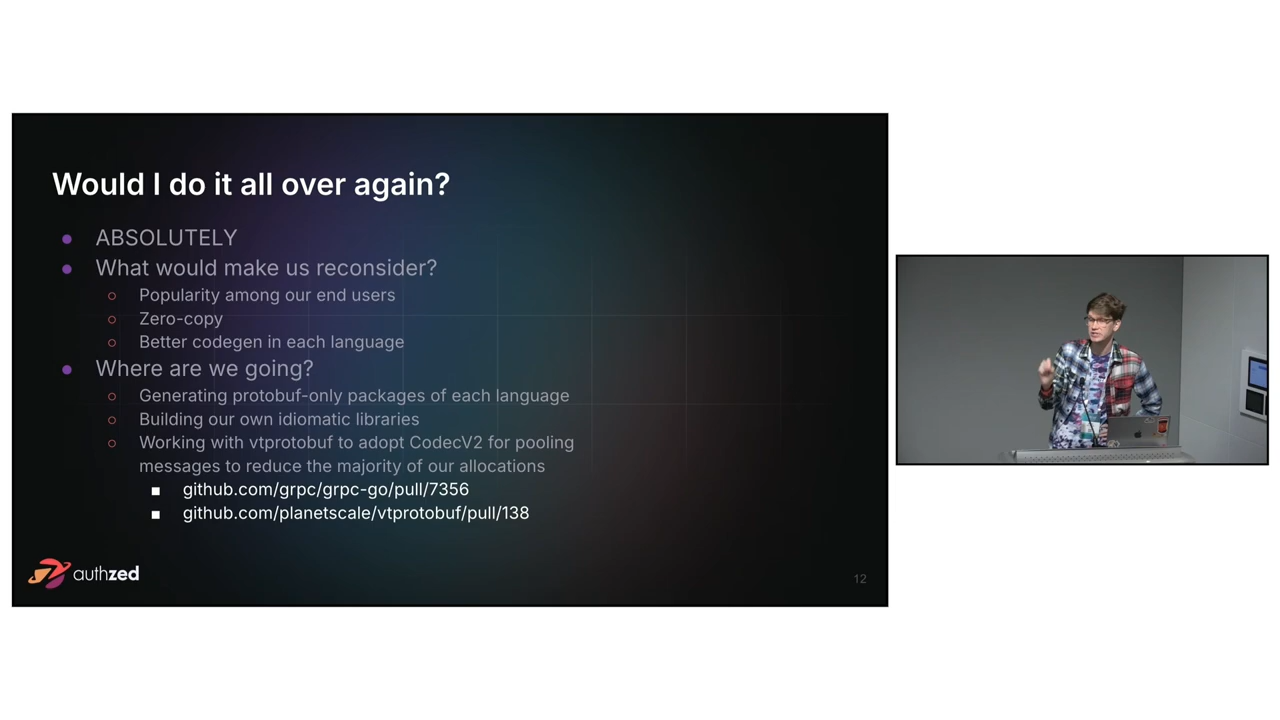 Would I do it all over again?
● ABSOLUTELY
● What would make us reconsider?
○ Popularity among our end users
○ Zero-copy
○ Better codegen in each language
● Where are we going?
○ Generating protobuf-only packages of each language
○ Building our own idiomatic libraries
○ Working with vtprotobuf to adopt CodecV2 for pooling
messages to reduce the majority of our allocations
■ github.com/grpc/grpc-go/pull/7356
■ github.com/planetscale/vtprotobuf/pull/138
authzed
12